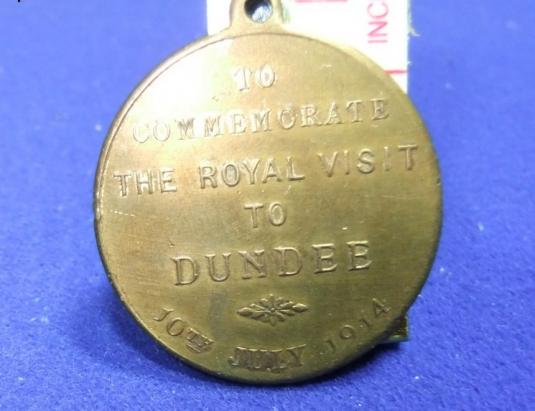 TO
COMMEMORATE
THE ROYAL VISIT
TO
DUNDEE
10TH JULY 1914
INC